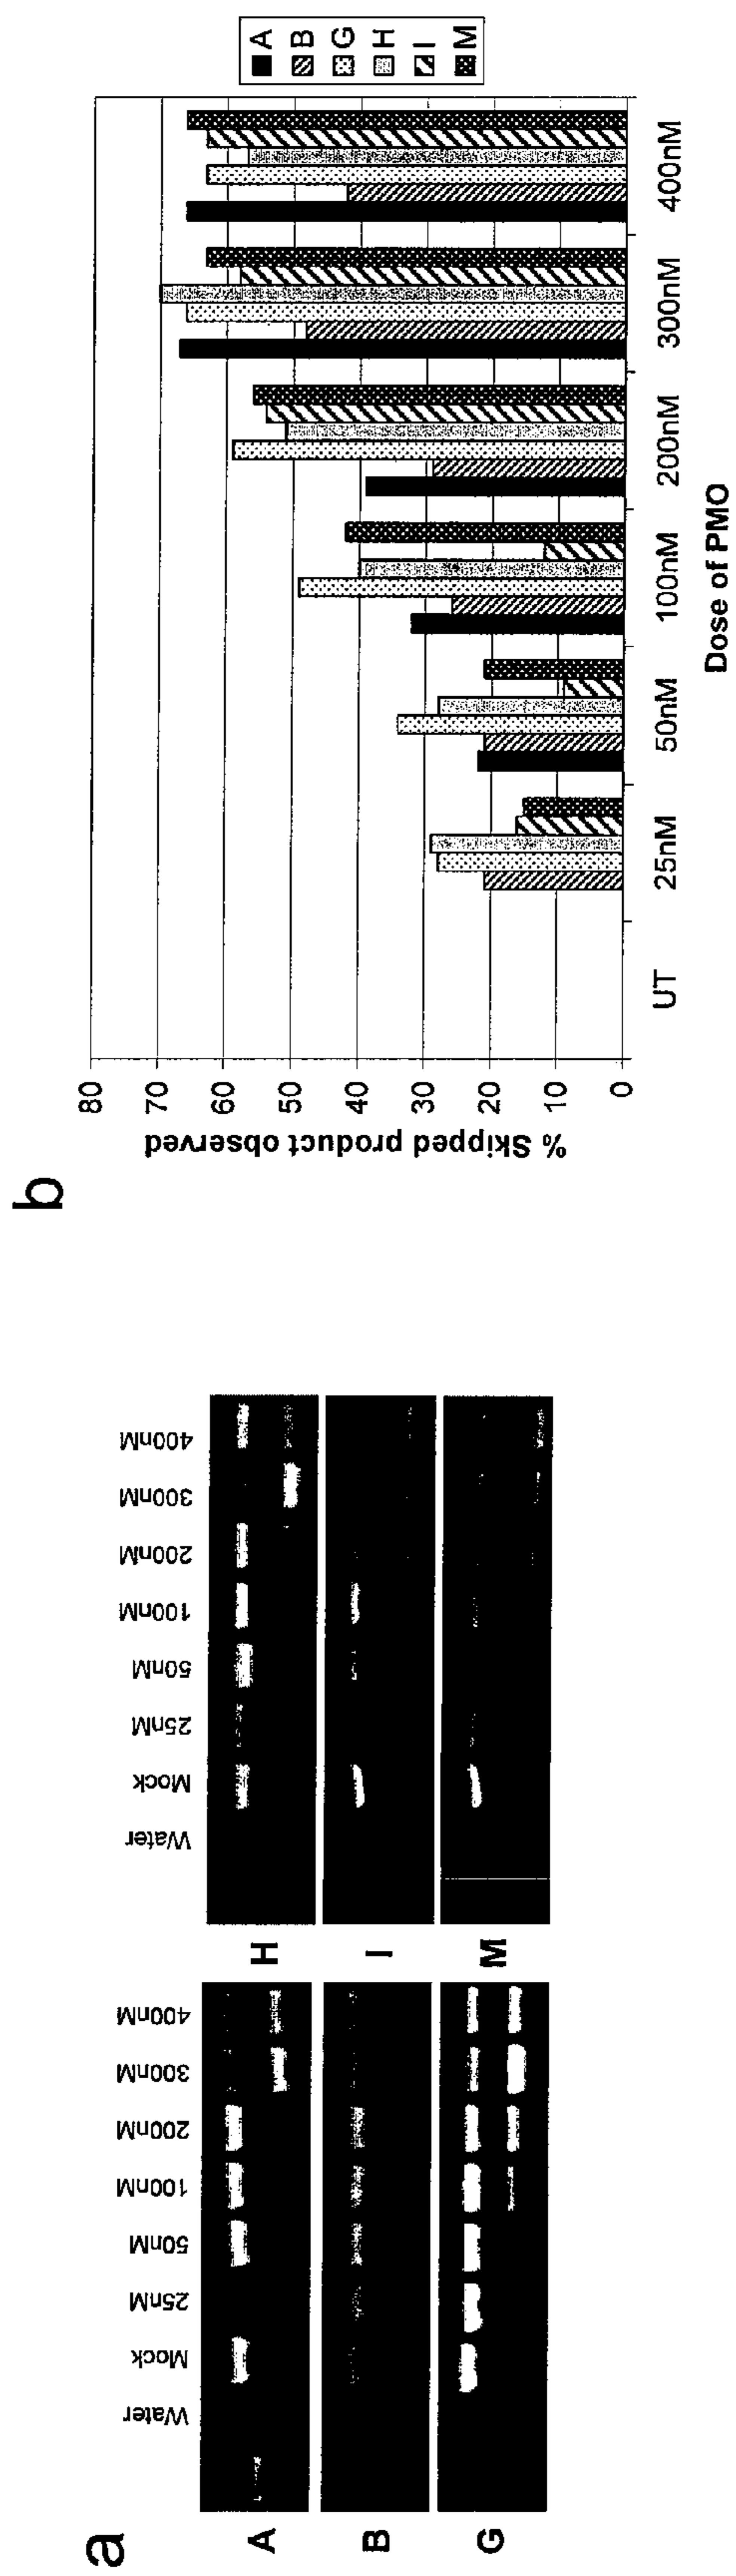 a
Water Mock 25nM 50nM 100nM 200nM 300nM 400nM
A
B
G
Water Mock 25nM 50nM 100nM 200nM 300nM 400nM
H
I
M
b
% Skipped product observed
80
70
60
50
40
30
20
10
0
UT 25nM 50nM 100nM 200nM 300nM 400nM
Dose of PMO
A
B
G
H
I
M